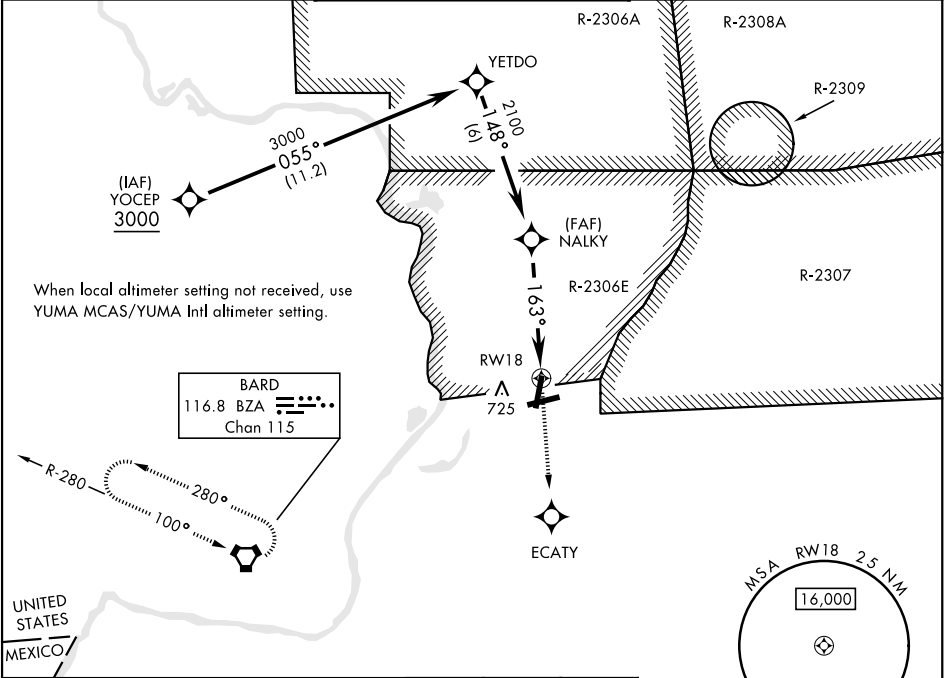 R-2306A
R-2308A
YETDO
R-2309
2100
148°
(6)
3000
055°
(11.2)
(IAF)
YOCEP
3000
(FAF)
NALKY
R-2306E
R-2307
163°
When local altimeter setting not received, use
YUMA MCAS/YUMA Intl altimeter setting.
RW18
725
BARD
116.8 BZA
Chan 115
R-280
280°
100°
ECATY
MSA RW18 25 NM
16,000
UNITED
STATES
MEXICO